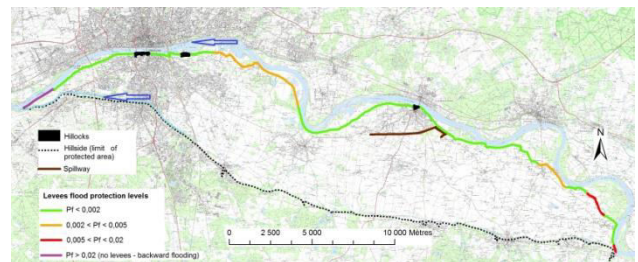 N
Hillocks
Hillside (limit of
protected area)
Spillway
Levees flood protection levels
Pf < 0,002
0,002 < Pf < 0,005
0,005 < Pf < 0,02
Pf > 0,02 (no levees - backward flooding)
0 2 500 5 000 10 000 Mètres